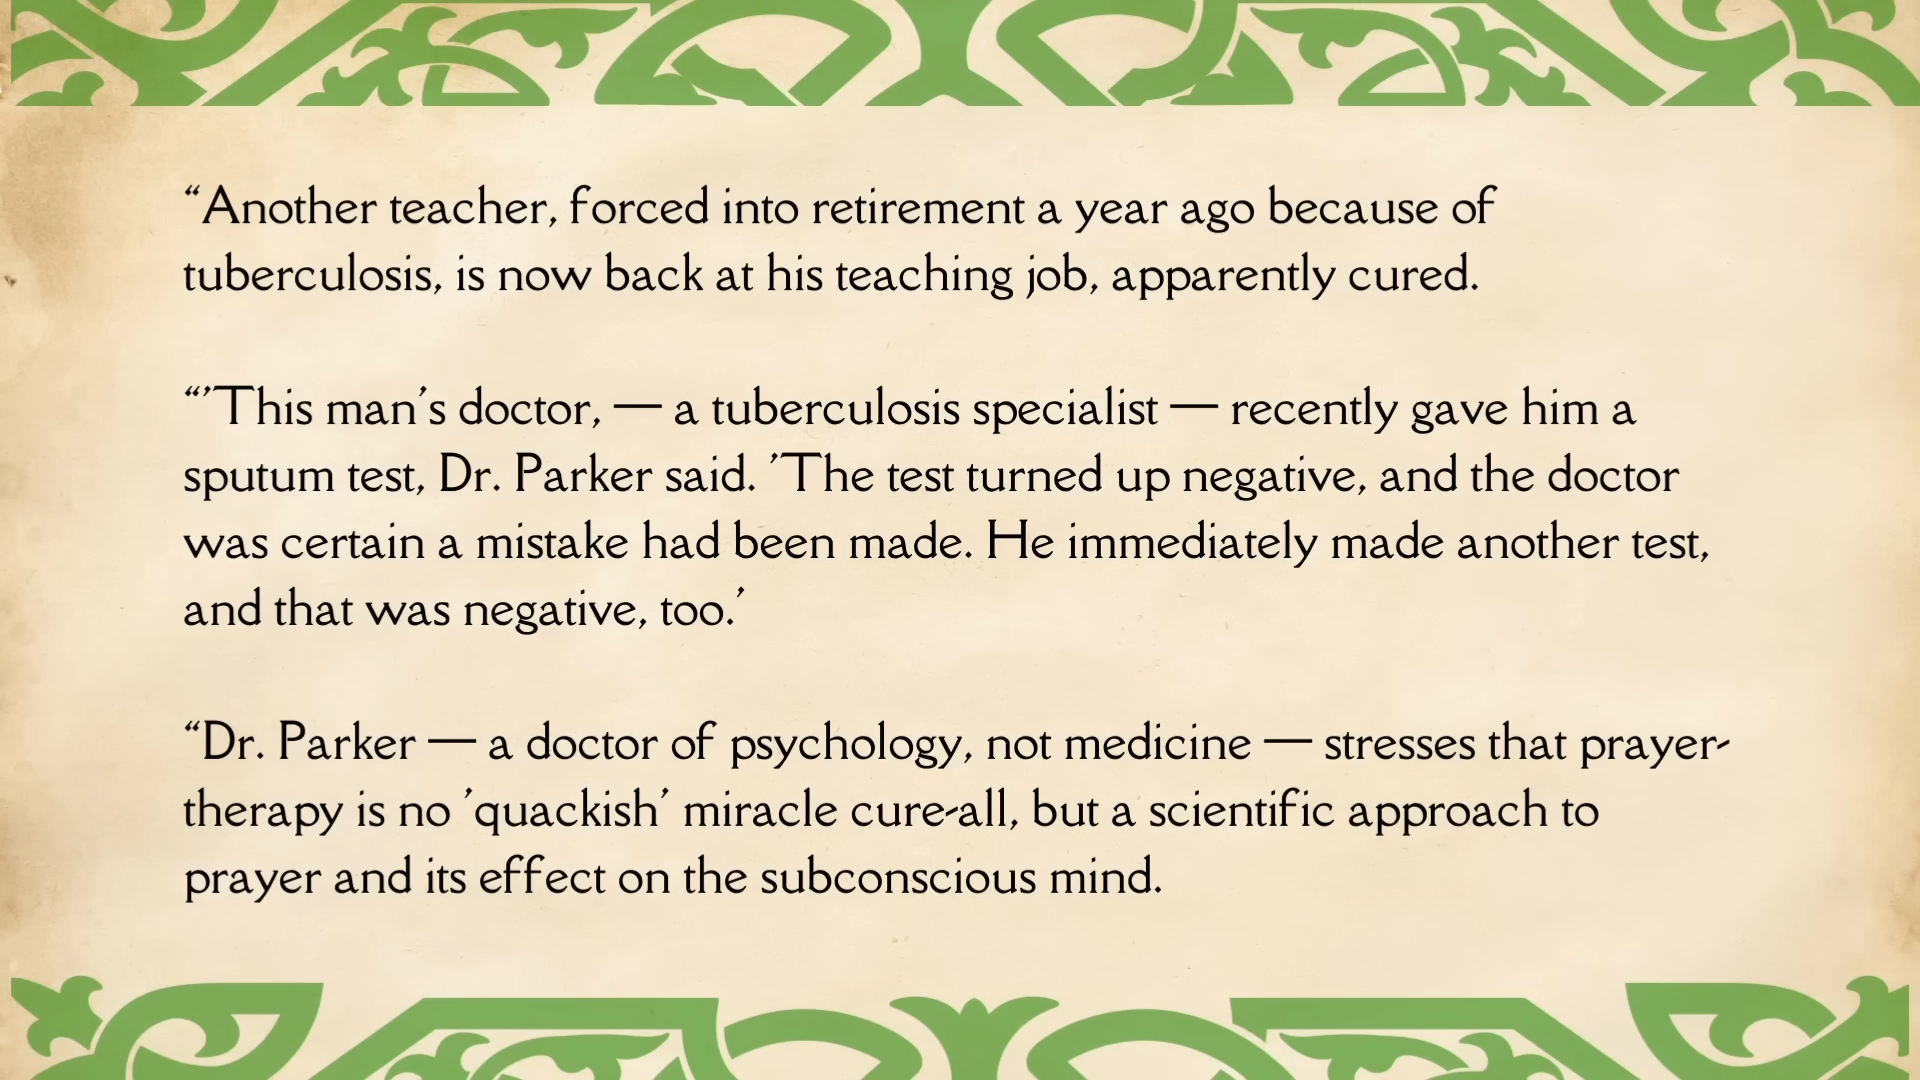 “Another teacher, forced into retirement a year ago because of
tuberculosis, is now back at his teaching job, apparently cured.
“’This man’s doctor, — a tuberculosis specialist — recently gave him a
sputum test, Dr. Parker said. ’The test turned up negative, and the doctor
was certain a mistake had been made. He immediately made another test,
and that was negative, too.’
“Dr. Parker — a doctor of psychology, not medicine — stresses that prayer-
therapy is no ’quackish’ miracle cure-all, but a scientific approach to
prayer and its effect on the subconscious mind.